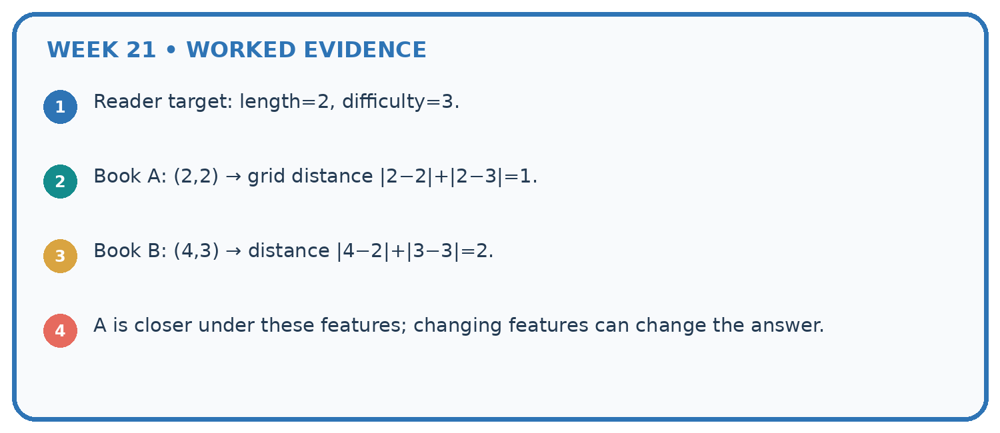 WEEK 21 • WORKED EVIDENCE
1 Reader target: length=2, difficulty=3.
2 Book A: (2,2) → grid distance |2−2|+|2−3|=1.
3 Book B: (4,3) → distance |4−2|+|3−3|=2.
4 A is closer under these features; changing features can change the answer.